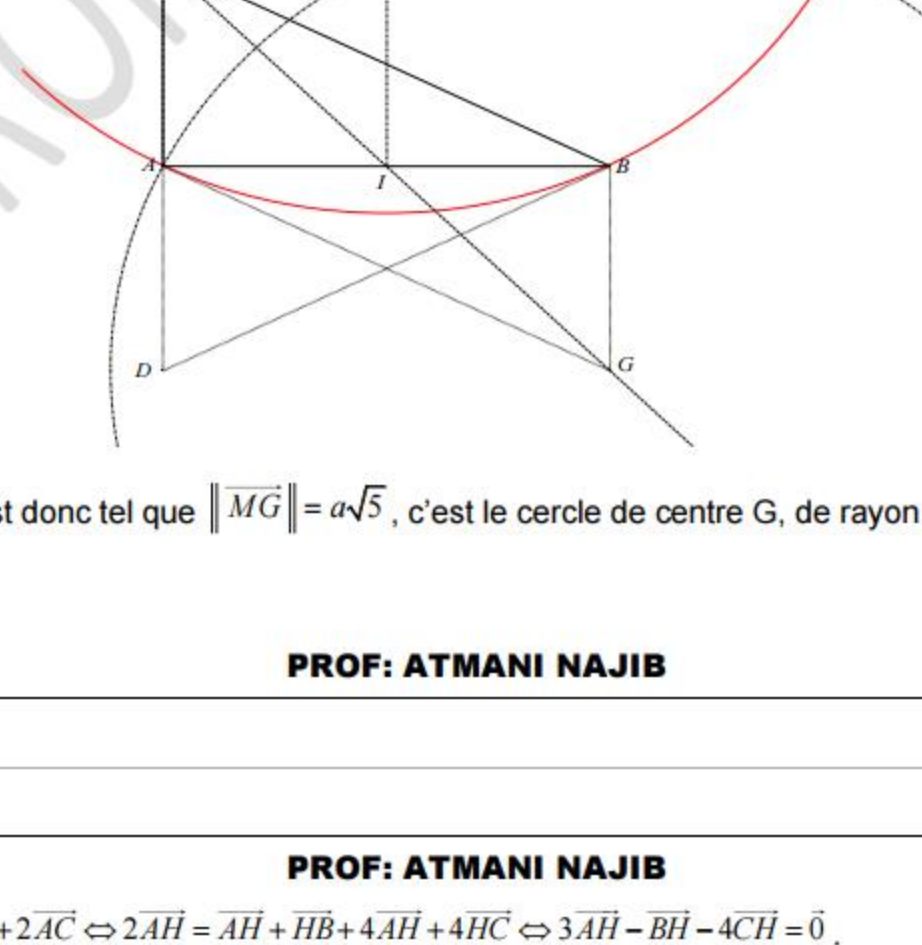 A
B
I
D
G
st donc tel que ‖MG⃗‖ = a√5 , c'est le cercle de centre G, de rayon
PROF: ATMANI NAJIB
PROF: ATMANI NAJIB
+2AC⃗ ⇔ 2AH⃗ = AH⃗ + HB⃗ + 4AH⃗ + 4HC⃗ ⇔ 3AH⃗ − BH⃗ − 4CH⃗ = 0⃗ .